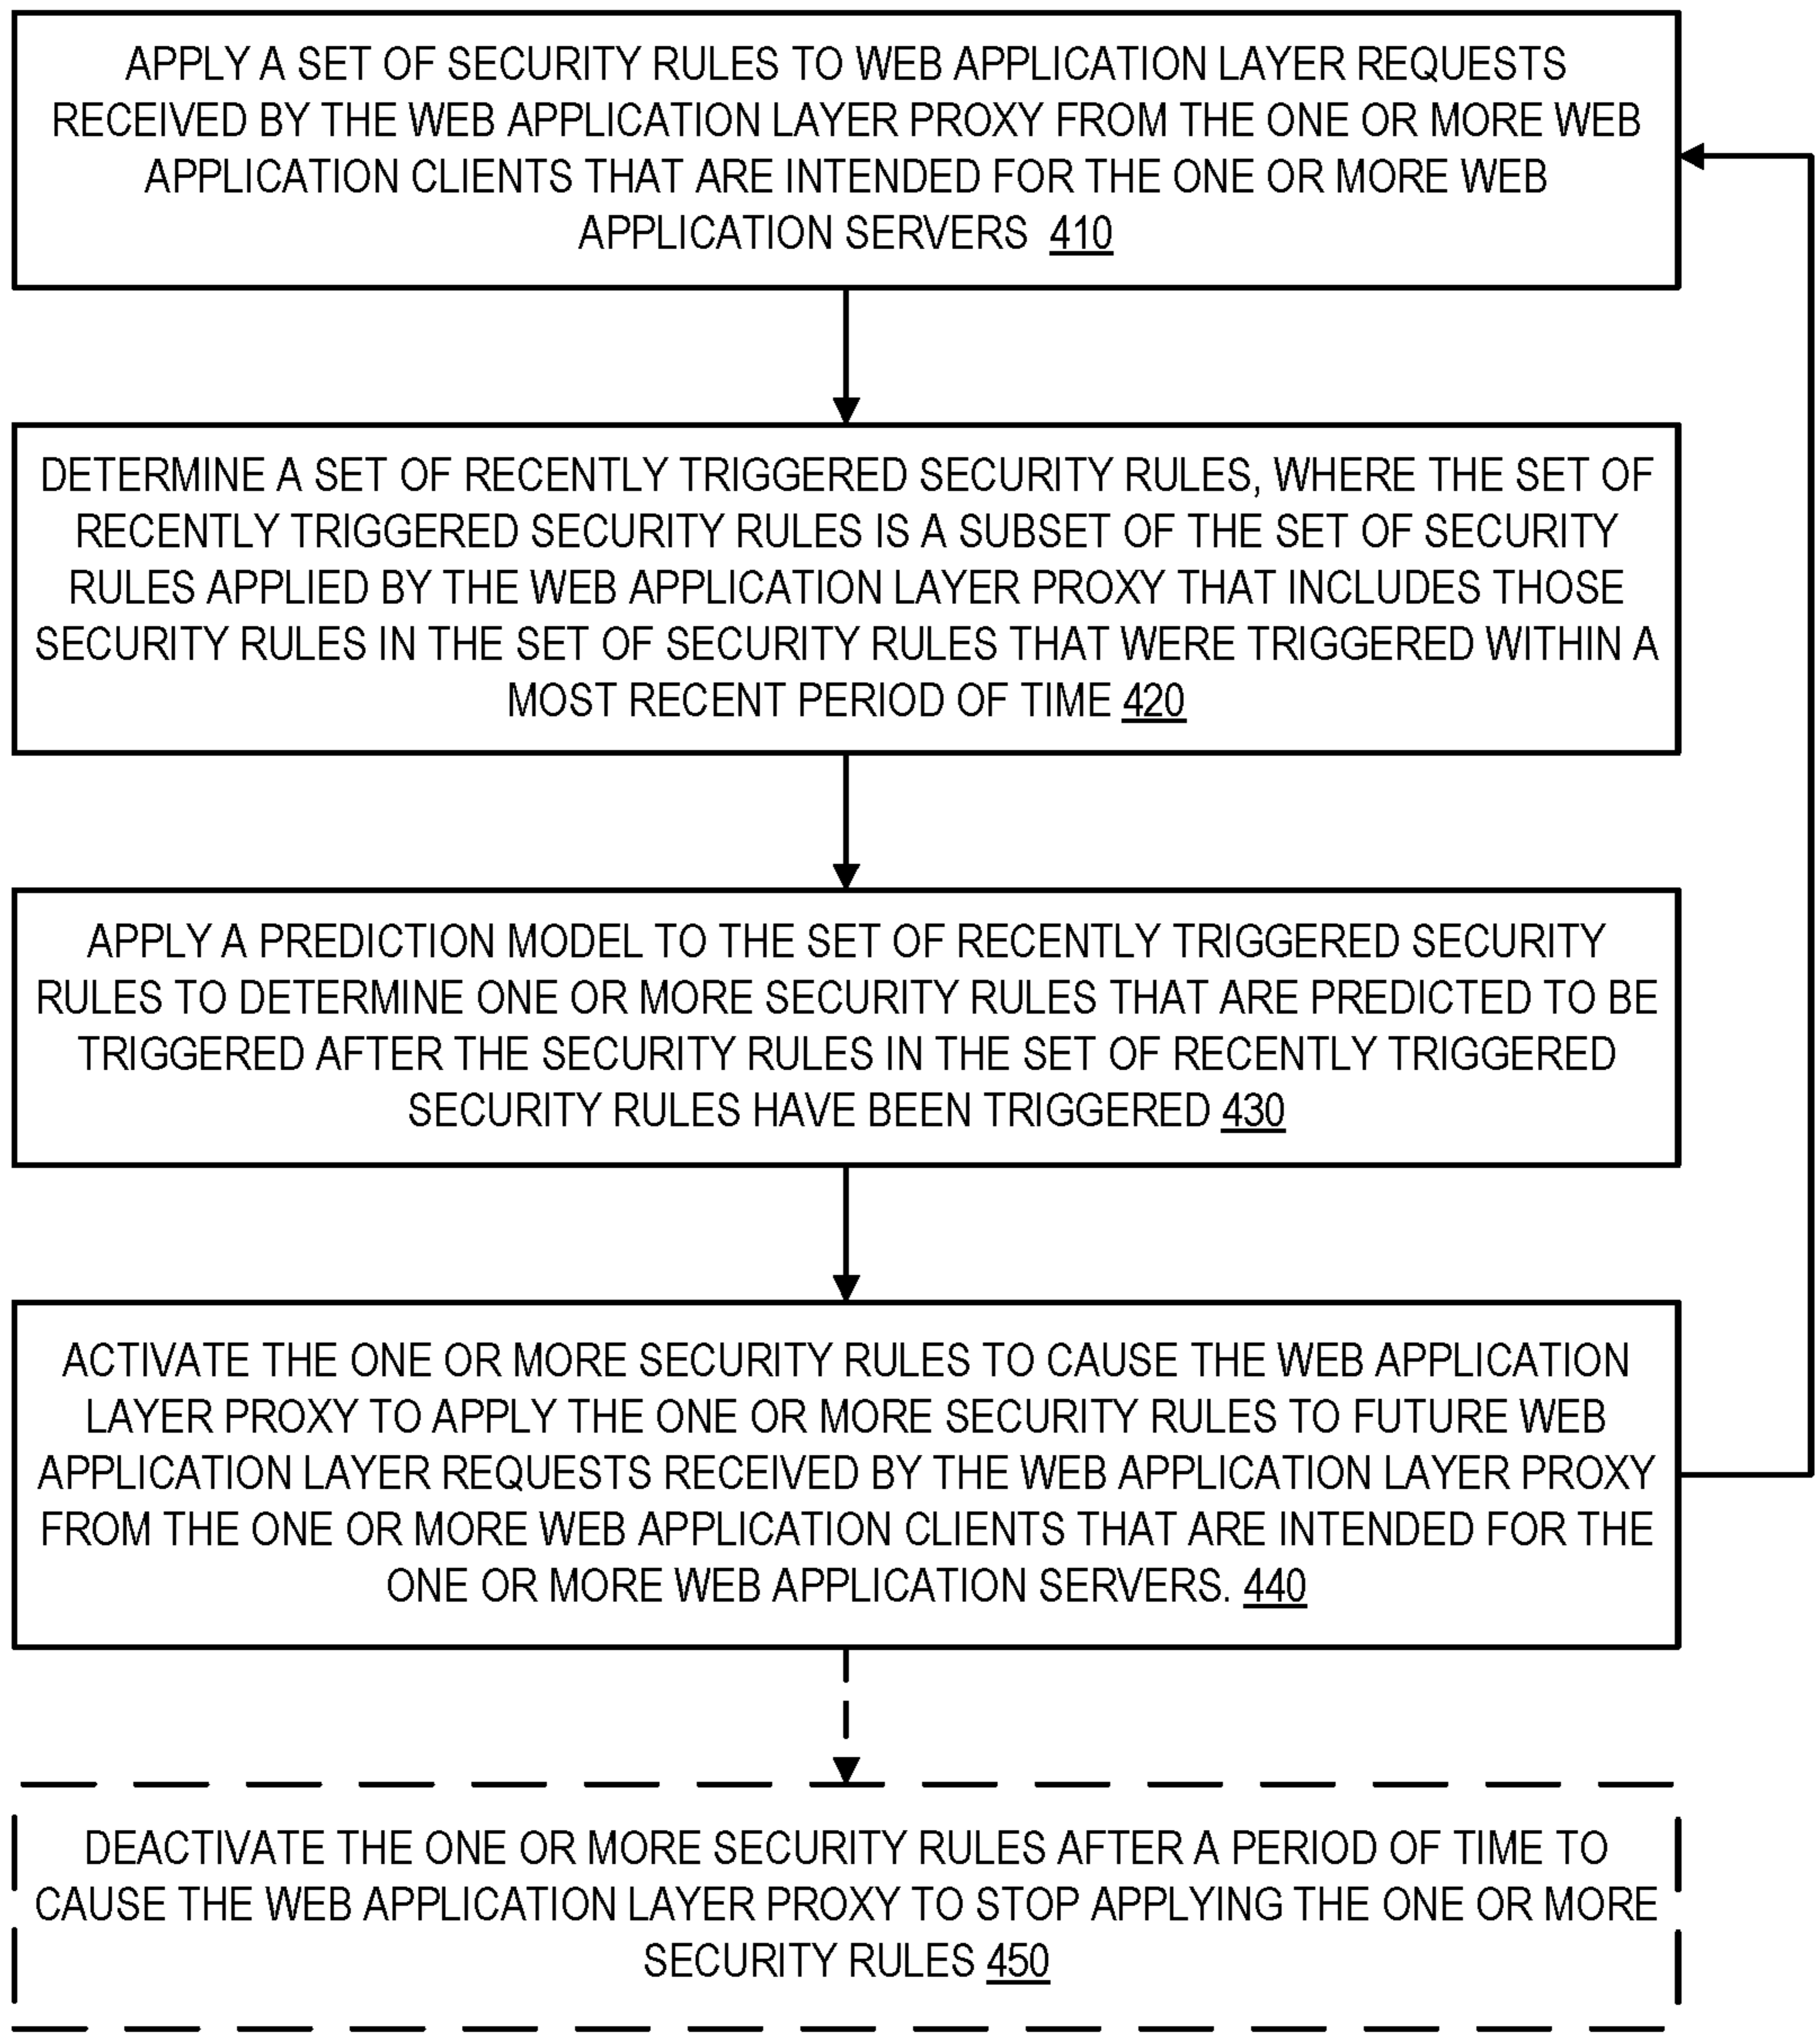 APPLY A SET OF SECURITY RULES TO WEB APPLICATION LAYER REQUESTS
RECEIVED BY THE WEB APPLICATION LAYER PROXY FROM THE ONE OR MORE WEB
APPLICATION CLIENTS THAT ARE INTENDED FOR THE ONE OR MORE WEB
APPLICATION SERVERS 410
DETERMINE A SET OF RECENTLY TRIGGERED SECURITY RULES, WHERE THE SET OF
RECENTLY TRIGGERED SECURITY RULES IS A SUBSET OF THE SET OF SECURITY
RULES APPLIED BY THE WEB APPLICATION LAYER PROXY THAT INCLUDES THOSE
SECURITY RULES IN THE SET OF SECURITY RULES THAT WERE TRIGGERED WITHIN A
MOST RECENT PERIOD OF TIME 420
APPLY A PREDICTION MODEL TO THE SET OF RECENTLY TRIGGERED SECURITY
RULES TO DETERMINE ONE OR MORE SECURITY RULES THAT ARE PREDICTED TO BE
TRIGGERED AFTER THE SECURITY RULES IN THE SET OF RECENTLY TRIGGERED
SECURITY RULES HAVE BEEN TRIGGERED 430
ACTIVATE THE ONE OR MORE SECURITY RULES TO CAUSE THE WEB APPLICATION
LAYER PROXY TO APPLY THE ONE OR MORE SECURITY RULES TO FUTURE WEB
APPLICATION LAYER REQUESTS RECEIVED BY THE WEB APPLICATION LAYER PROXY
FROM THE ONE OR MORE WEB APPLICATION CLIENTS THAT ARE INTENDED FOR THE
ONE OR MORE WEB APPLICATION SERVERS. 440
DEACTIVATE THE ONE OR MORE SECURITY RULES AFTER A PERIOD OF TIME TO
CAUSE THE WEB APPLICATION LAYER PROXY TO STOP APPLYING THE ONE OR MORE
SECURITY RULES 450